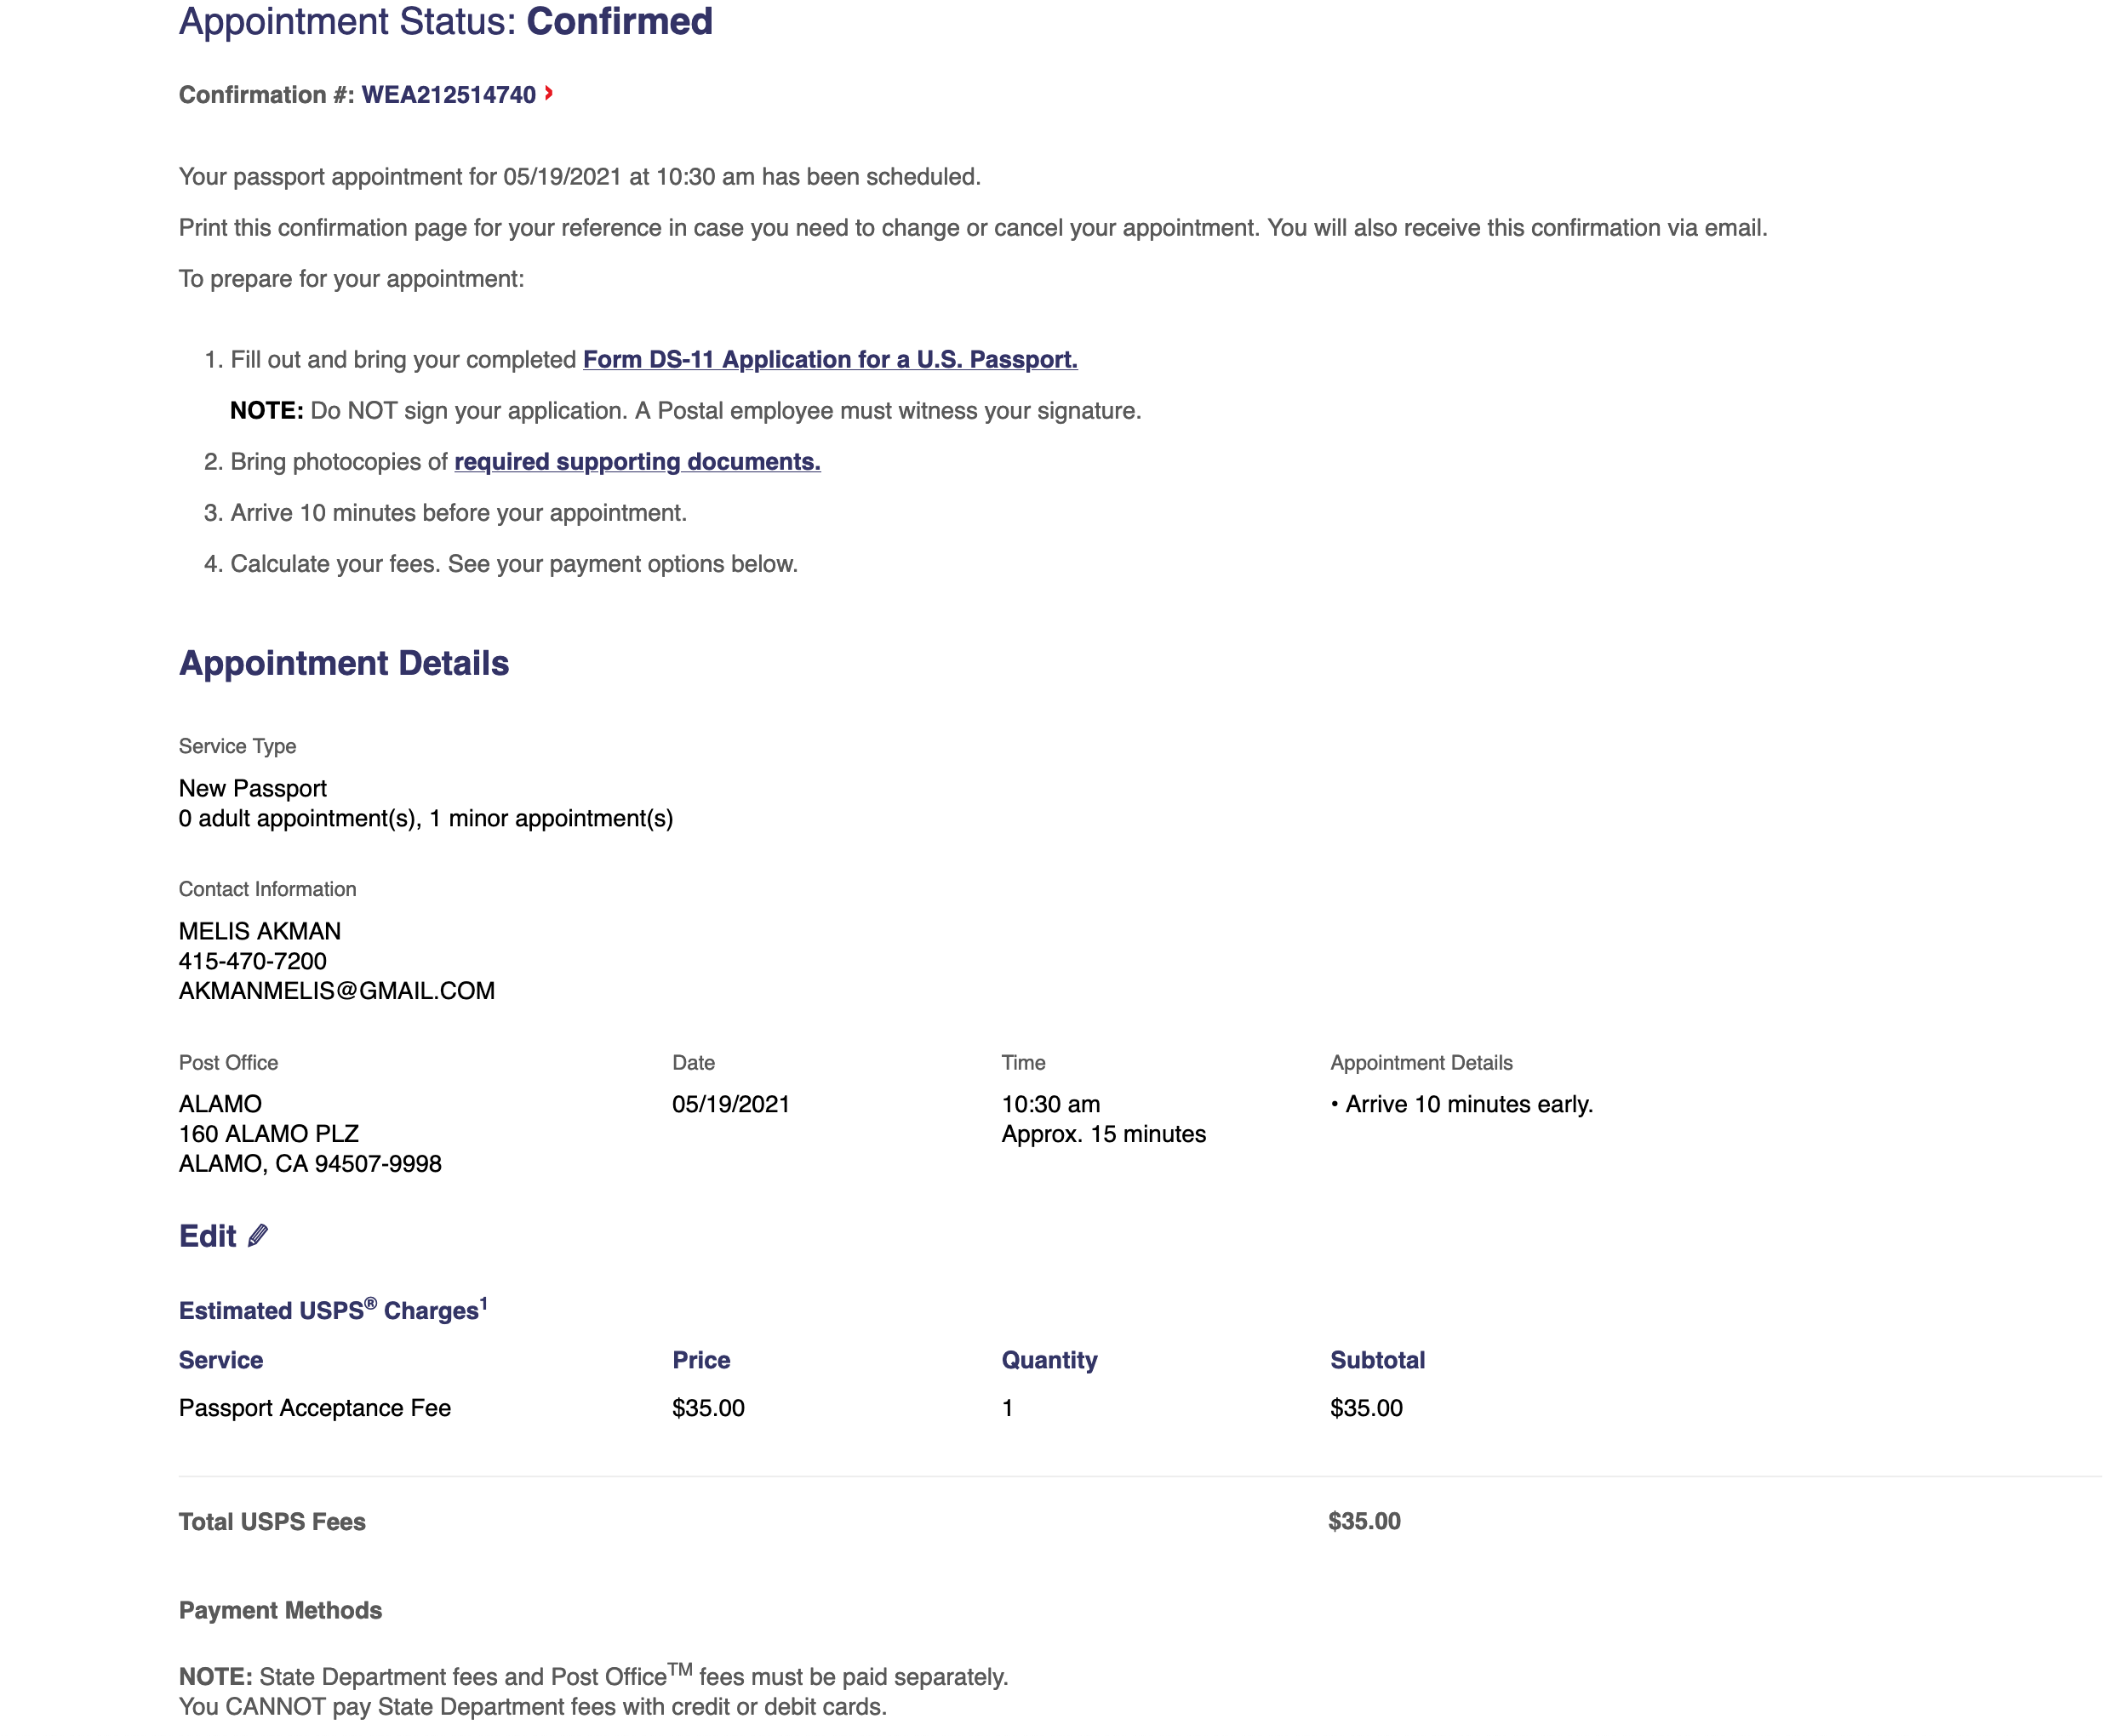 Appointment Status: Confirmed
Confirmation #: WEA212514740 ›
Your passport appointment for 05/19/2021 at 10:30 am has been scheduled.
Print this confirmation page for your reference in case you need to change or cancel your appointment. You will also receive this confirmation via email.
To prepare for your appointment:
1. Fill out and bring your completed Form DS-11 Application for a U.S. Passport.
NOTE: Do NOT sign your application. A Postal employee must witness your signature.
2. Bring photocopies of required supporting documents.
3. Arrive 10 minutes before your appointment.
4. Calculate your fees. See your payment options below.
Appointment Details
Service Type
New Passport
0 adult appointment(s), 1 minor appointment(s)
Contact Information
MELIS AKMAN
415-470-7200
AKMANMELIS@GMAIL.COM
Post Office Date Time Appointment Details
ALAMO 05/19/2021 10:30 am • Arrive 10 minutes early.
160 ALAMO PLZ Approx. 15 minutes
ALAMO, CA 94507-9998
Edit
Estimated USPS® Charges¹
Service Price Quantity Subtotal
Passport Acceptance Fee $35.00 1 $35.00
Total USPS Fees $35.00
Payment Methods
NOTE: State Department fees and Post Office™ fees must be paid separately.
You CANNOT pay State Department fees with credit or debit cards.